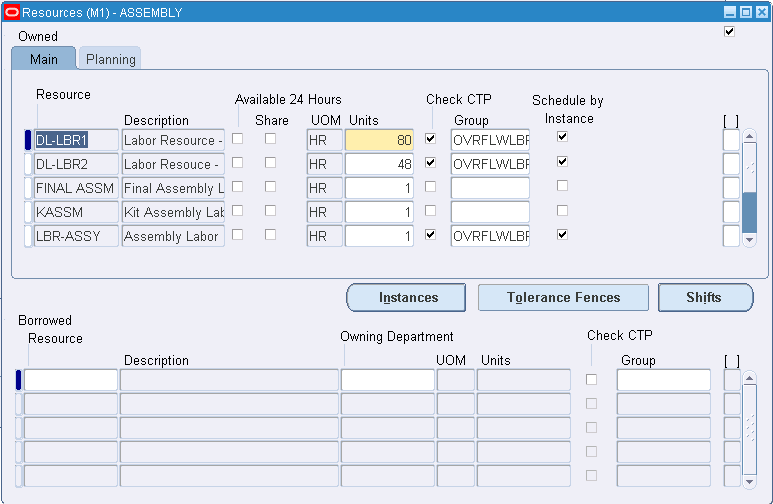 Resources (M1) - ASSEMBLY
Owned
Main Planning
Resource Available 24 Hours Check CTP Schedule by
Description Share UOM Units Group Instance [ ]
DL-LBR1 Labor Resource - HR 80 OVRFLWLBF
DL-LBR2 Labor Resouce - HR 48 OVRFLWLBF
FINAL ASSM Final Assembly L HR 1
KASSM Kit Assembly Lab HR 1
LBR-ASSY Assembly Labor HR 1 OVRFLWLBF
Instances Tolerance Fences Shifts
Borrowed
Resource Owning Department Check CTP
Description UOM Units Group [ ]